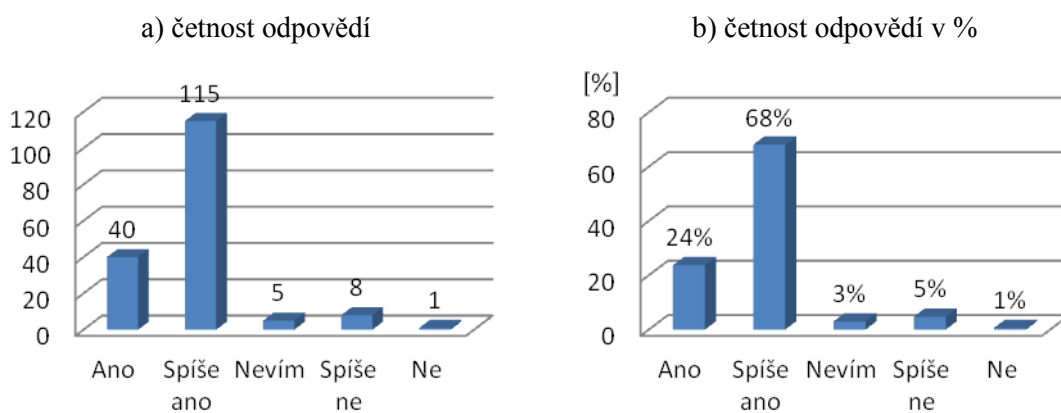 a) četnost odpovědí
115
120
100
80
60
40
20
0
40
5
8
1
Ano
Spíše
ano
Nevím
Spíše
ne
Ne
b) četnost odpovědí v %
[%]
80
60
40
20
0
24%
68%
3%
5%
1%
Ano
Spíše
ano
Nevím
Spíše
ne
Ne